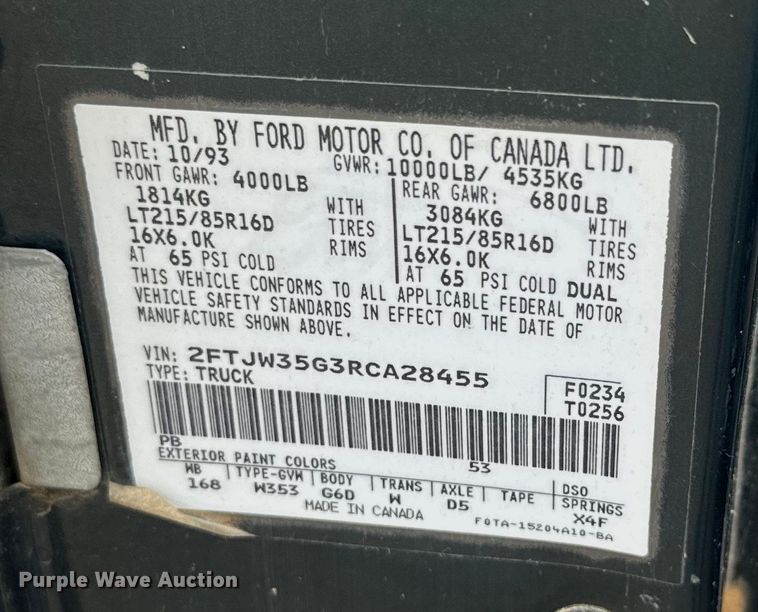 MFD. BY FORD MOTOR CO. OF CANADA LTD.
DATE: 10/93 GVWR: 10000LB/ 4535KG
FRONT GAWR: 4000LB
1814KG WITH
LT215/85R16D TIRES
16X6.0K RIMS
AT 65 PSI COLD
REAR GAWR: 6800LB
3084KG WITH
LT215/85R16D TIRES
16X6.0K RIMS
AT 65 PSI COLD DUAL
THIS VEHICLE CONFORMS TO ALL APPLICABLE FEDERAL MOTOR
VEHICLE SAFETY STANDARDS IN EFFECT ON THE DATE OF
MANUFACTURE SHOWN ABOVE.
VIN: 2FTJW35G3RCA28455
TYPE: TRUCK
F0234
T0256
PB 53
EXTERIOR PAINT COLORS DSO
WB TYPE-GVW BODY TRANS AXLE TAPE SPRINGS
168 W353 G6D W D5 X4F
MADE IN CANADA
F0TA-15204A10-BA
Purple Wave Auction